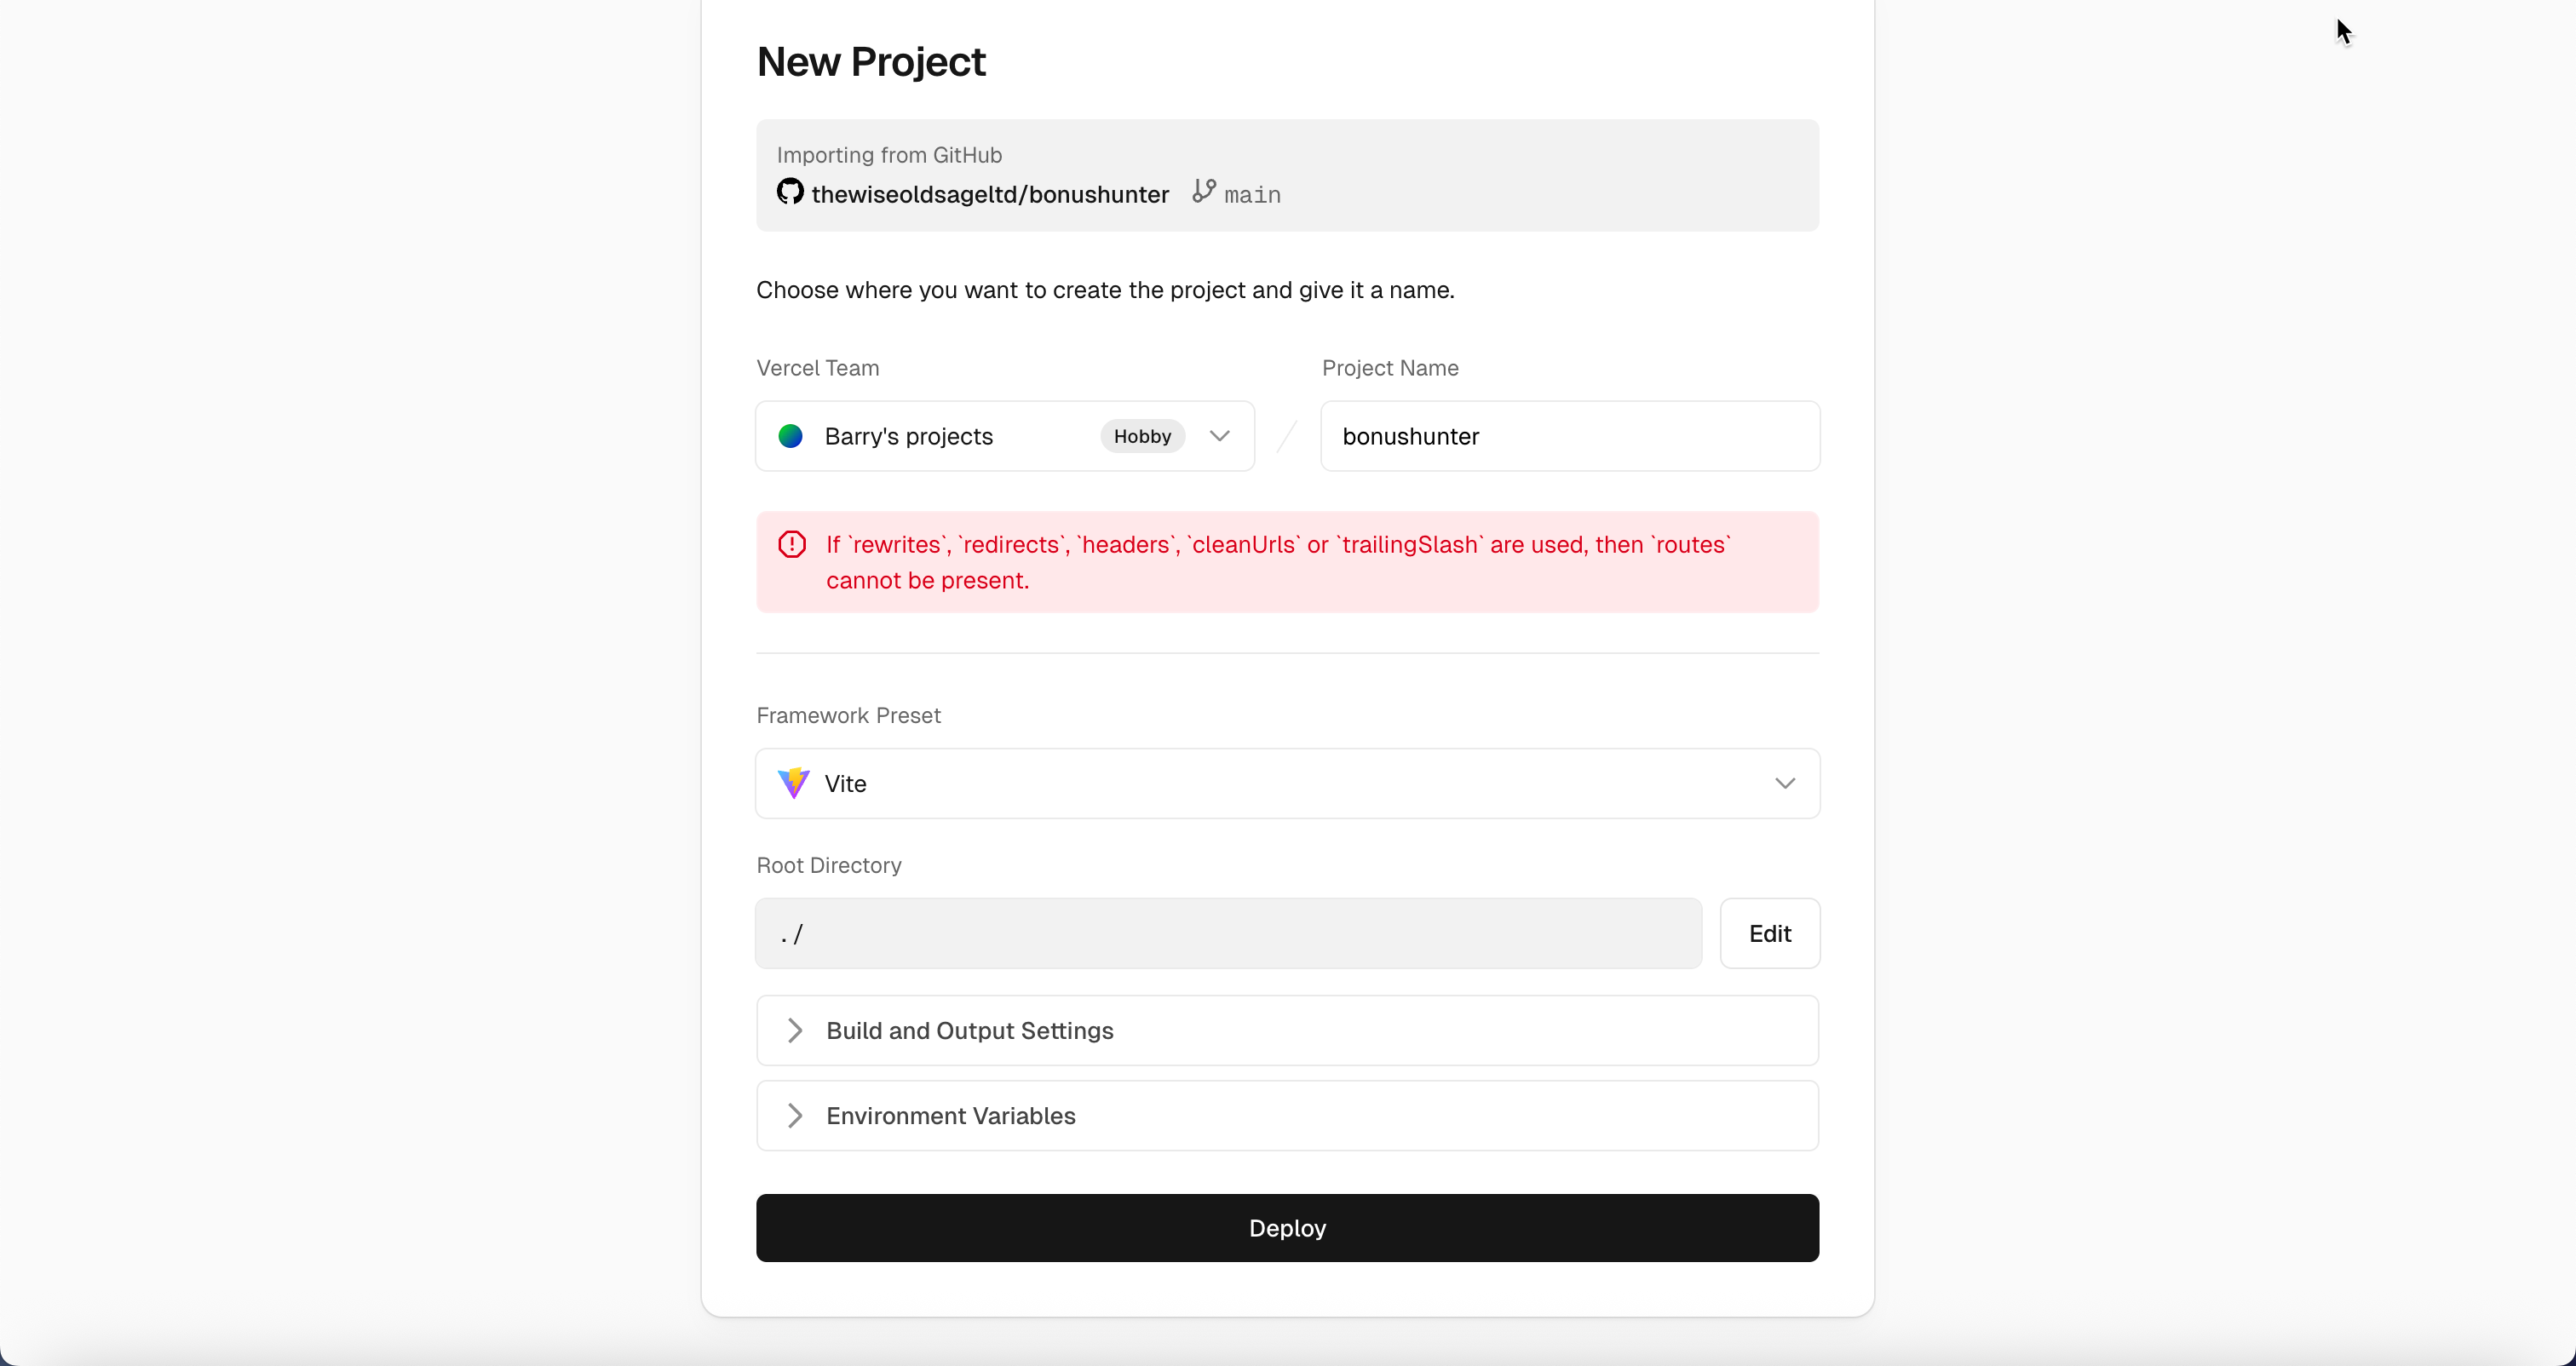 New Project
Importing from GitHub
thewiseoldsageltd/bonushunter main
Choose where you want to create the project and give it a name.
Vercel Team
Project Name
Barry's projects Hobby
/
bonushunter
If `rewrites`, `redirects`, `headers`, `cleanUrls` or `trailingSlash` are used, then `routes`
cannot be present.
Framework Preset
Vite
Root Directory
./
Edit
Build and Output Settings
Environment Variables
Deploy